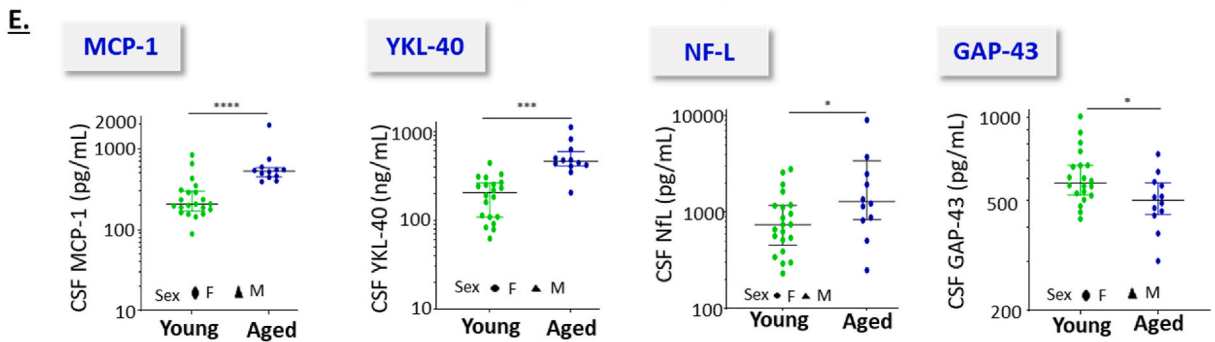 E.
MCP-1
CSF MCP-1 (pg/mL)
2000
1000
100
10
****
Sex F M
Young Aged
YKL-40
CSF YKL-40 (ng/mL)
1000
100
10
***
Sex F M
Young Aged
NF-L
CSF NfL (pg/mL)
10000
1000
100
*
Sex F M
Young Aged
GAP-43
CSF GAP-43 (pg/mL)
1000
500
200
*
Sex F M
Young Aged